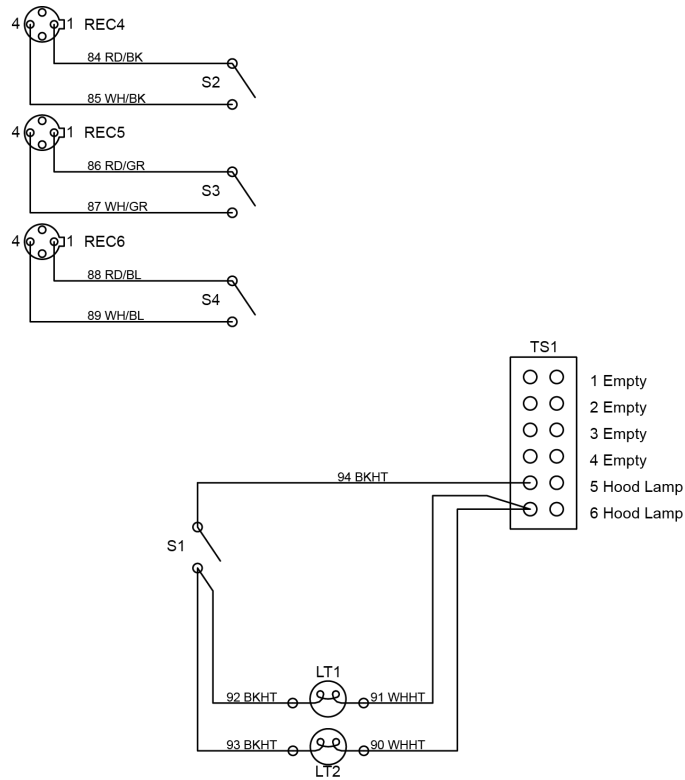 4 1 REC4
84 RD/BK
S2
85 WH/BK
4 1 REC5
86 RD/GR
S3
87 WH/GR
4 1 REC6
88 RD/BL
S4
89 WH/BL
TS1
1 Empty
2 Empty
3 Empty
4 Empty
94 BKHT
5 Hood Lamp
6 Hood Lamp
S1
LT1
92 BKHT 91 WHHT
93 BKHT 90 WHHT
LT2